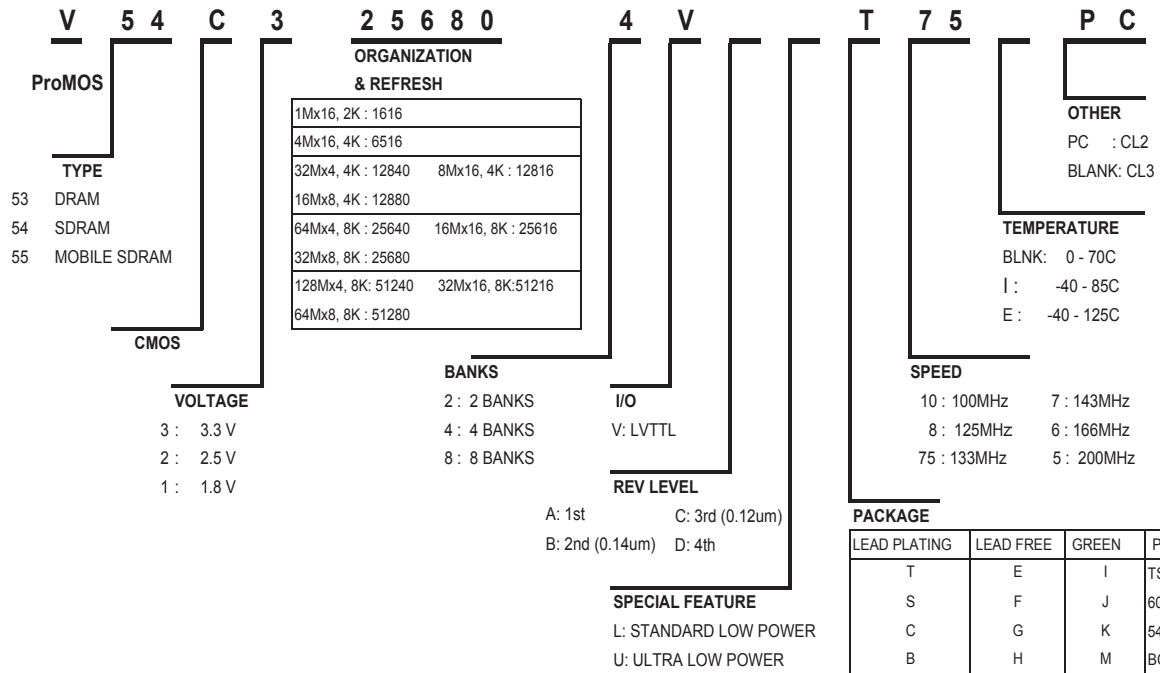 V 54 C 3 25680 4 V T 75 PC
ProMOS
ORGANIZATION
& REFRESH
1Mx16, 2K : 1616
4Mx16, 4K : 6516
32Mx4, 4K : 12840 8Mx16, 4K : 12816
16Mx8, 4K : 12880
64Mx4, 8K : 25640 16Mx16, 8K : 25616
32Mx8, 8K : 25680
128Mx4, 8K: 51240 32Mx16, 8K:51216
64Mx8, 8K : 51280
OTHER
PC : CL2
BLANK: CL3
TYPE
53 DRAM
54 SDRAM
55 MOBILE SDRAM
TEMPERATURE
BLNK: 0 - 70C
I : -40 - 85C
E : -40 - 125C
CMOS
VOLTAGE
3 : 3.3 V
2 : 2.5 V
1 : 1.8 V
BANKS
2 : 2 BANKS
4 : 4 BANKS
8 : 8 BANKS
I/O
V: LVTTL
SPEED
10 : 100MHz 7 : 143MHz
8 : 125MHz 6 : 166MHz
75 : 133MHz 5 : 200MHz
REV LEVEL
A: 1st C: 3rd (0.12um)
B: 2nd (0.14um) D: 4th
SPECIAL FEATURE
L: STANDARD LOW POWER
U: ULTRA LOW POWER
PACKAGE
LEAD PLATING LEAD FREE GREEN
T E I
S F J 60
C G K 54
B H M